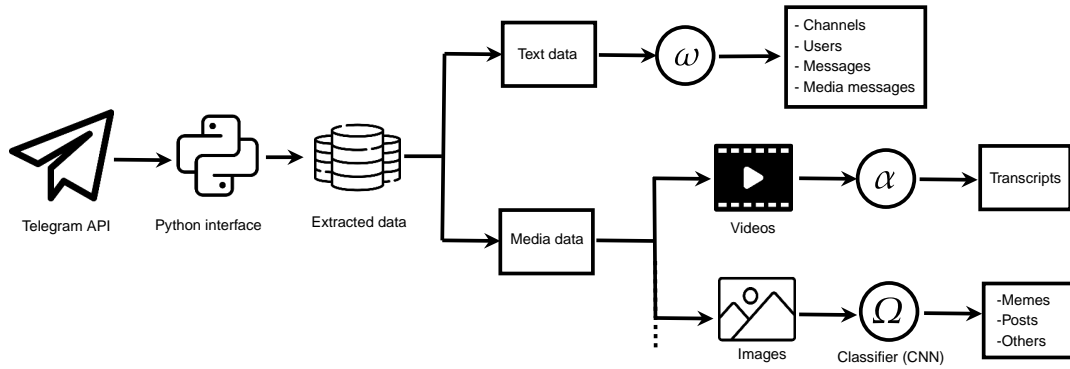 Text data
ω
- Channels
- Users
- Messages
- Media messages
Telegram API
Python interface
Extracted data
Media data
Videos
α
Transcripts
Images
Ω
Classifier (CNN)
-Memes
-Posts
-Others